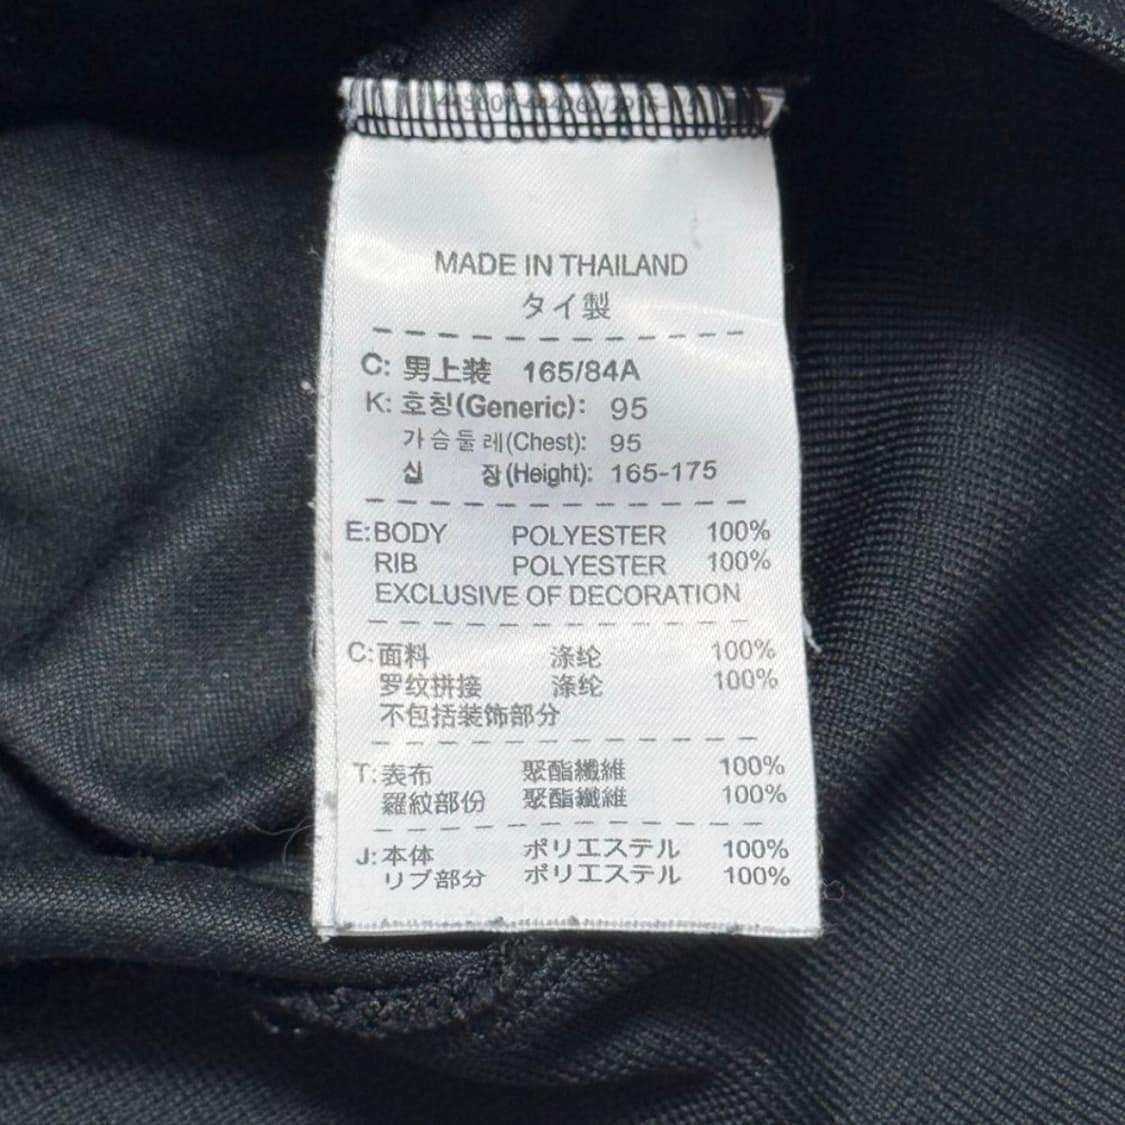 MADE IN THAILAND
タイ製
C: 男上装 165/84A
K: 호칭(Generic): 95
가슴둘레(Chest): 95
신 장(Height): 165-175
E:BODY POLYESTER 100%
RIB POLYESTER 100%
EXCLUSIVE OF DECORATION
C:面料 涤纶 100%
罗纹拼接 涤纶 100%
不包括装饰部分
T:表布 聚酯纖維 100%
羅紋部份 聚酯纖維 100%
J:本体 ポリエステル 100%
リブ部分 ポリエステル 100%